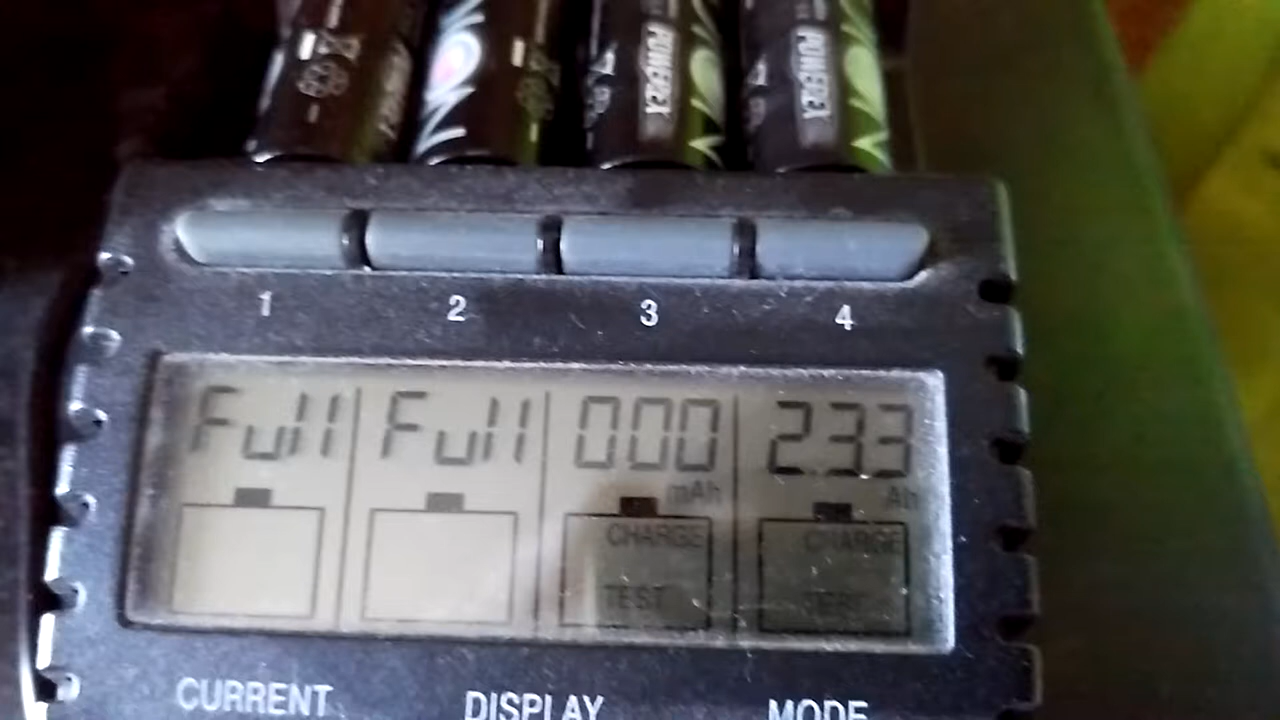 POWEREX POWEREX
1 2 3 4
Full Full 000 2.33
mAh Ah
CHARGE CHARGE
TEST TEST
CURRENT DISPLAY MODE